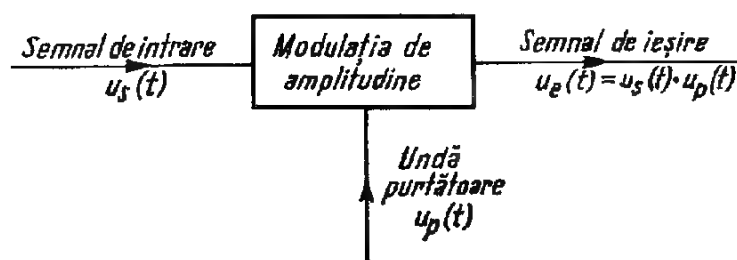 Semnal de intrare
u_s(t)
Modulația de
amplitudine
Semnal de ieșire
u_e(t) = u_s(t)·u_p(t)
Undă
purtătoare
u_p(t)